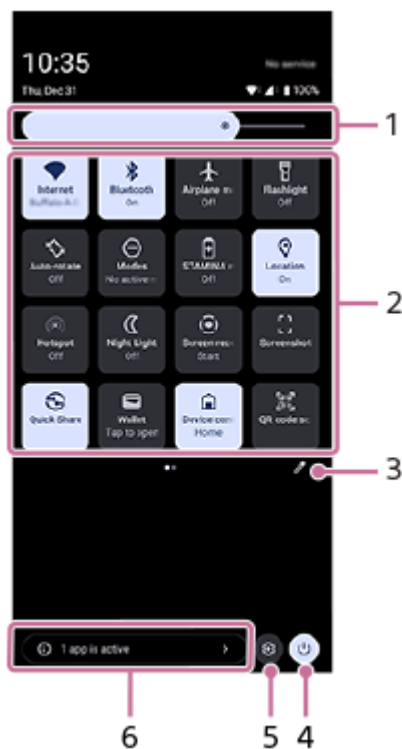 10:35
No service
Thu, Dec 31
100%
1
Internet
Bluetooth
On
Airplane m
Off
Flashlight
Off
Auto-rotate
Off
Modes
No active m
STAMINA m
Off
Location
On
2
Hotspot
Off
Night Light
Off
Screen rec
Start
Screenshot
Quick Share
Wallet
Tap to open
Device con
Home
QR code sc
3
1 app is active
6
5
4